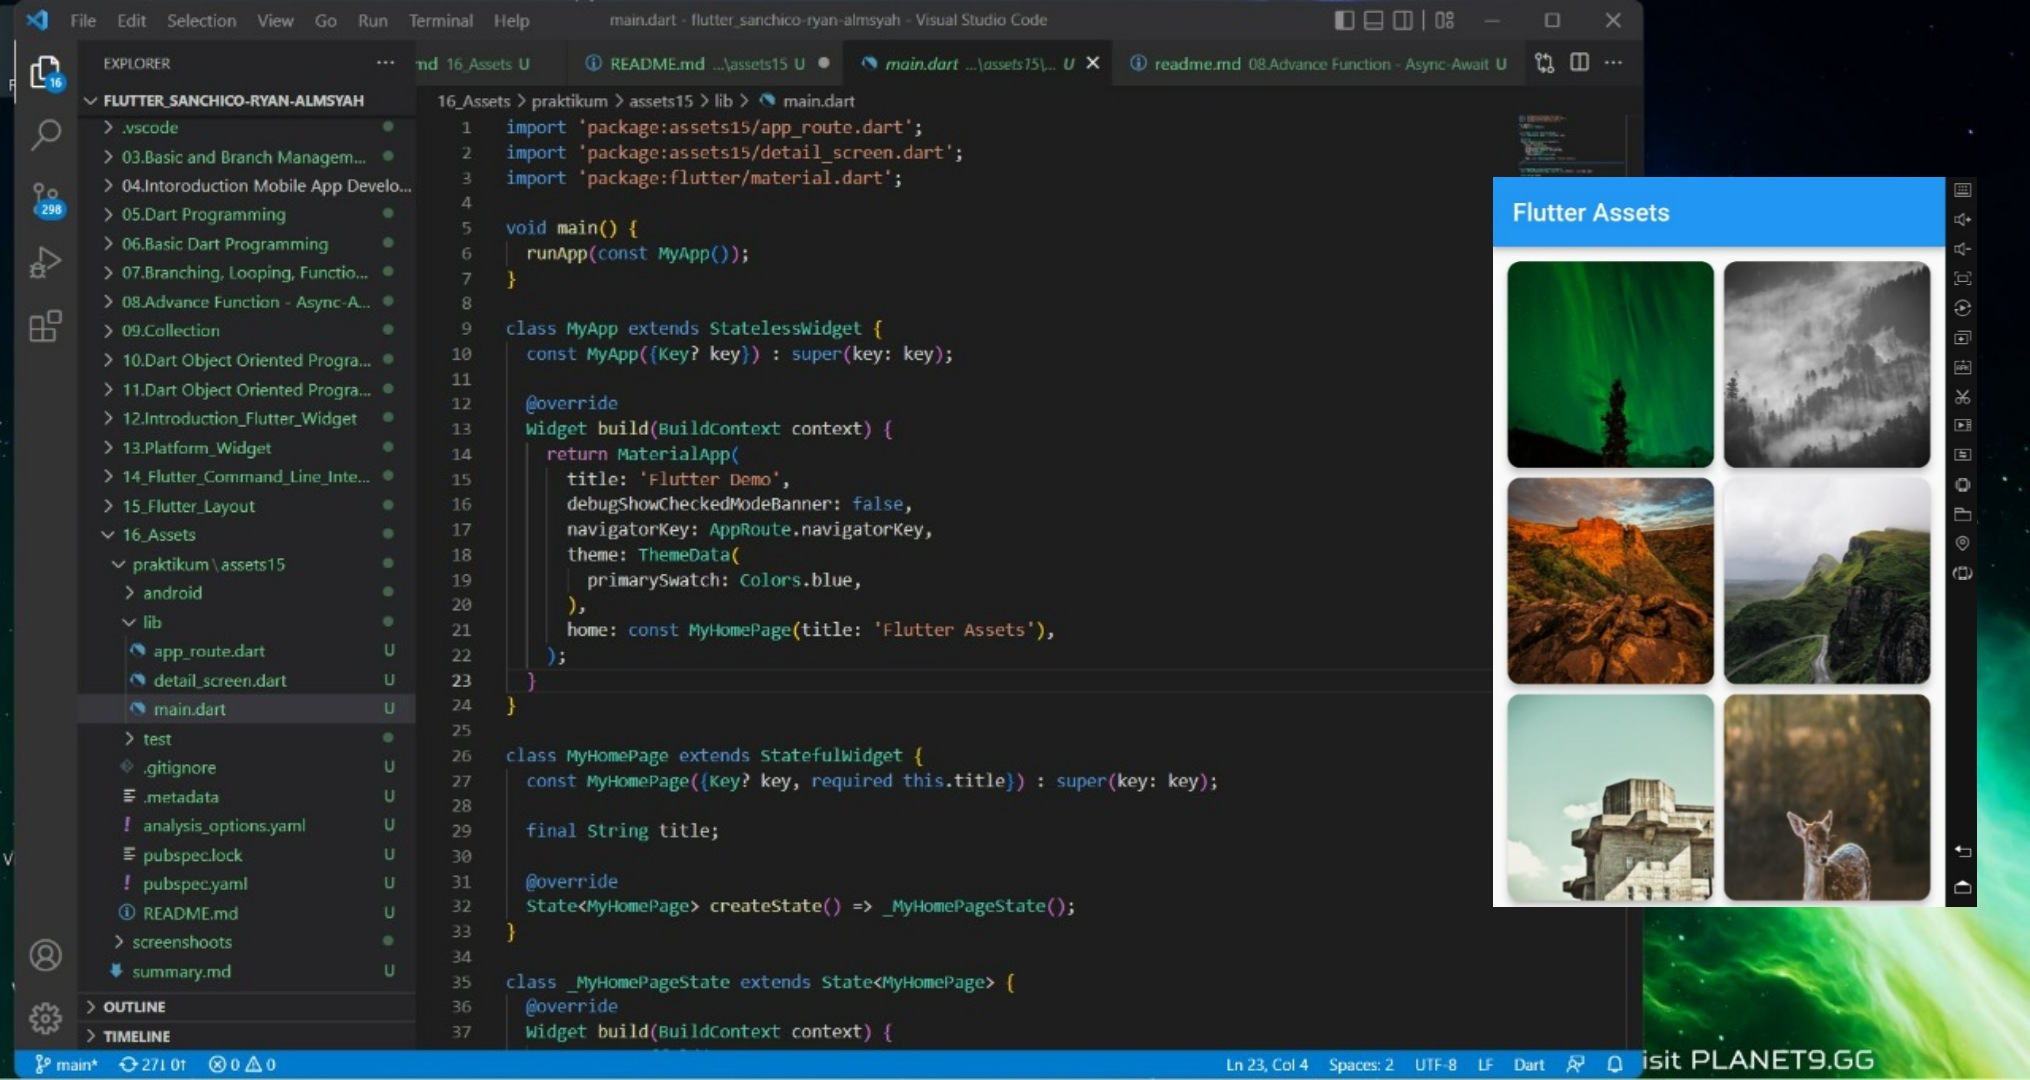 File Edit Selection View Go Run Terminal Help main.dart - flutter_sanchico-ryan-almsyah - Visual Studio Code
EXPLORER
md 16_Assets U
README.md ...\assets15 U
main.dart ...\assets15\... U
readme.md 08.Advance Function - Async-Await U
FLUTTER_SANCHICO-RYAN-ALMSYAH
16_Assets > praktikum > assets15 > lib > main.dart
16
298
.vscode
03.Basic and Branch Managem...
04.Intoroduction Mobile App Develo...
05.Dart Programming
06.Basic Dart Programming
07.Branching, Looping, Functio...
08.Advance Function - Async-A...
09.Collection
10.Dart Object Oriented Progra...
11.Dart Object Oriented Progra...
12.Introduction_Flutter_Widget
13.Platform_Widget
14_Flutter_Command_Line_Inte...
15_Flutter_Layout
16_Assets
praktikum\assets15
android
lib
app_route.dart U
detail_screen.dart U
main.dart U
test
.gitignore U
.metadata U
analysis_options.yaml U
pubspec.lock U
pubspec.yaml U
README.md U
screenshoots
summary.md U
OUTLINE
TIMELINE
1 import 'package:assets15/app_route.dart';
2 import 'package:assets15/detail_screen.dart';
3 import 'package:flutter/material.dart';
4
5 void main() {
6 runApp(const MyApp());
7 }
8
9 class MyApp extends StatelessWidget {
10 const MyApp({Key? key}) : super(key: key);
11
12 @override
13 Widget build(BuildContext context) {
14 return MaterialApp(
15 title: 'Flutter Demo',
16 debugShowCheckedModeBanner: false,
17 navigatorKey: AppRoute.navigatorKey,
18 theme: ThemeData(
19 primarySwatch: Colors.blue,
20 ),
21 home: const MyHomePage(title: 'Flutter Assets'),
22 );
23 }
24 }
25
26 class MyHomePage extends StatefulWidget {
27 const MyHomePage({Key? key, required this.title}) : super(key: key);
28
29 final String title;
30
31 @override
32 State<MyHomePage> createState() => _MyHomePageState();
33 }
34
35 class _MyHomePageState extends State<MyHomePage> {
36 @override
37 Widget build(BuildContext context) {
Flutter Assets
main* 27↓ 0↑ 0 0
Ln 23, Col 4 Spaces: 2 UTF-8 LF Dart
isit PLANET9.GG